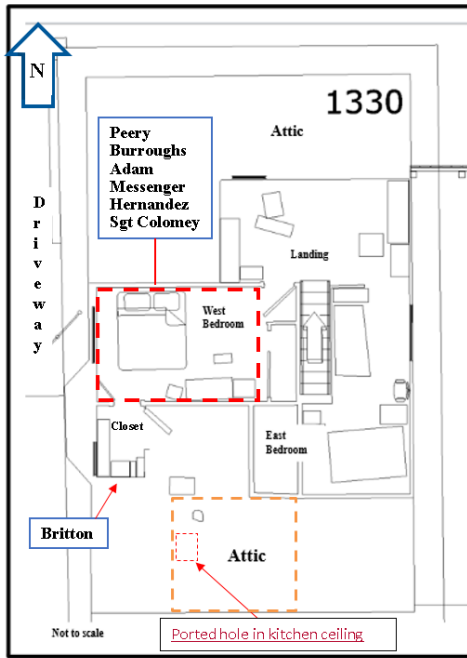 N
1330
Attic
Peery
Burroughs
Adam
Messenger
Hernandez
Sgt Colomey
Driveway
Landing
West
Bedroom
Closet
East
Bedroom
Britton
Attic
Not to scale
Ported hole in kitchen ceiling